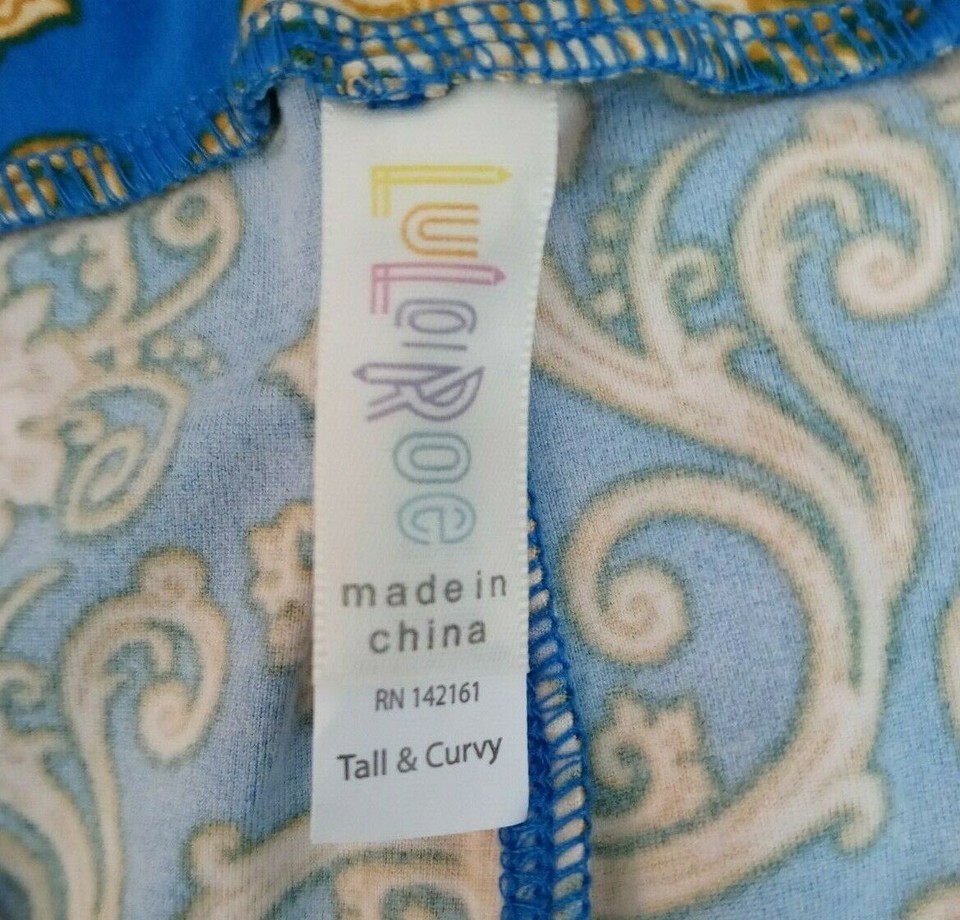 LuLaRoe
made in
china
RN 142161
Tall & Curvy